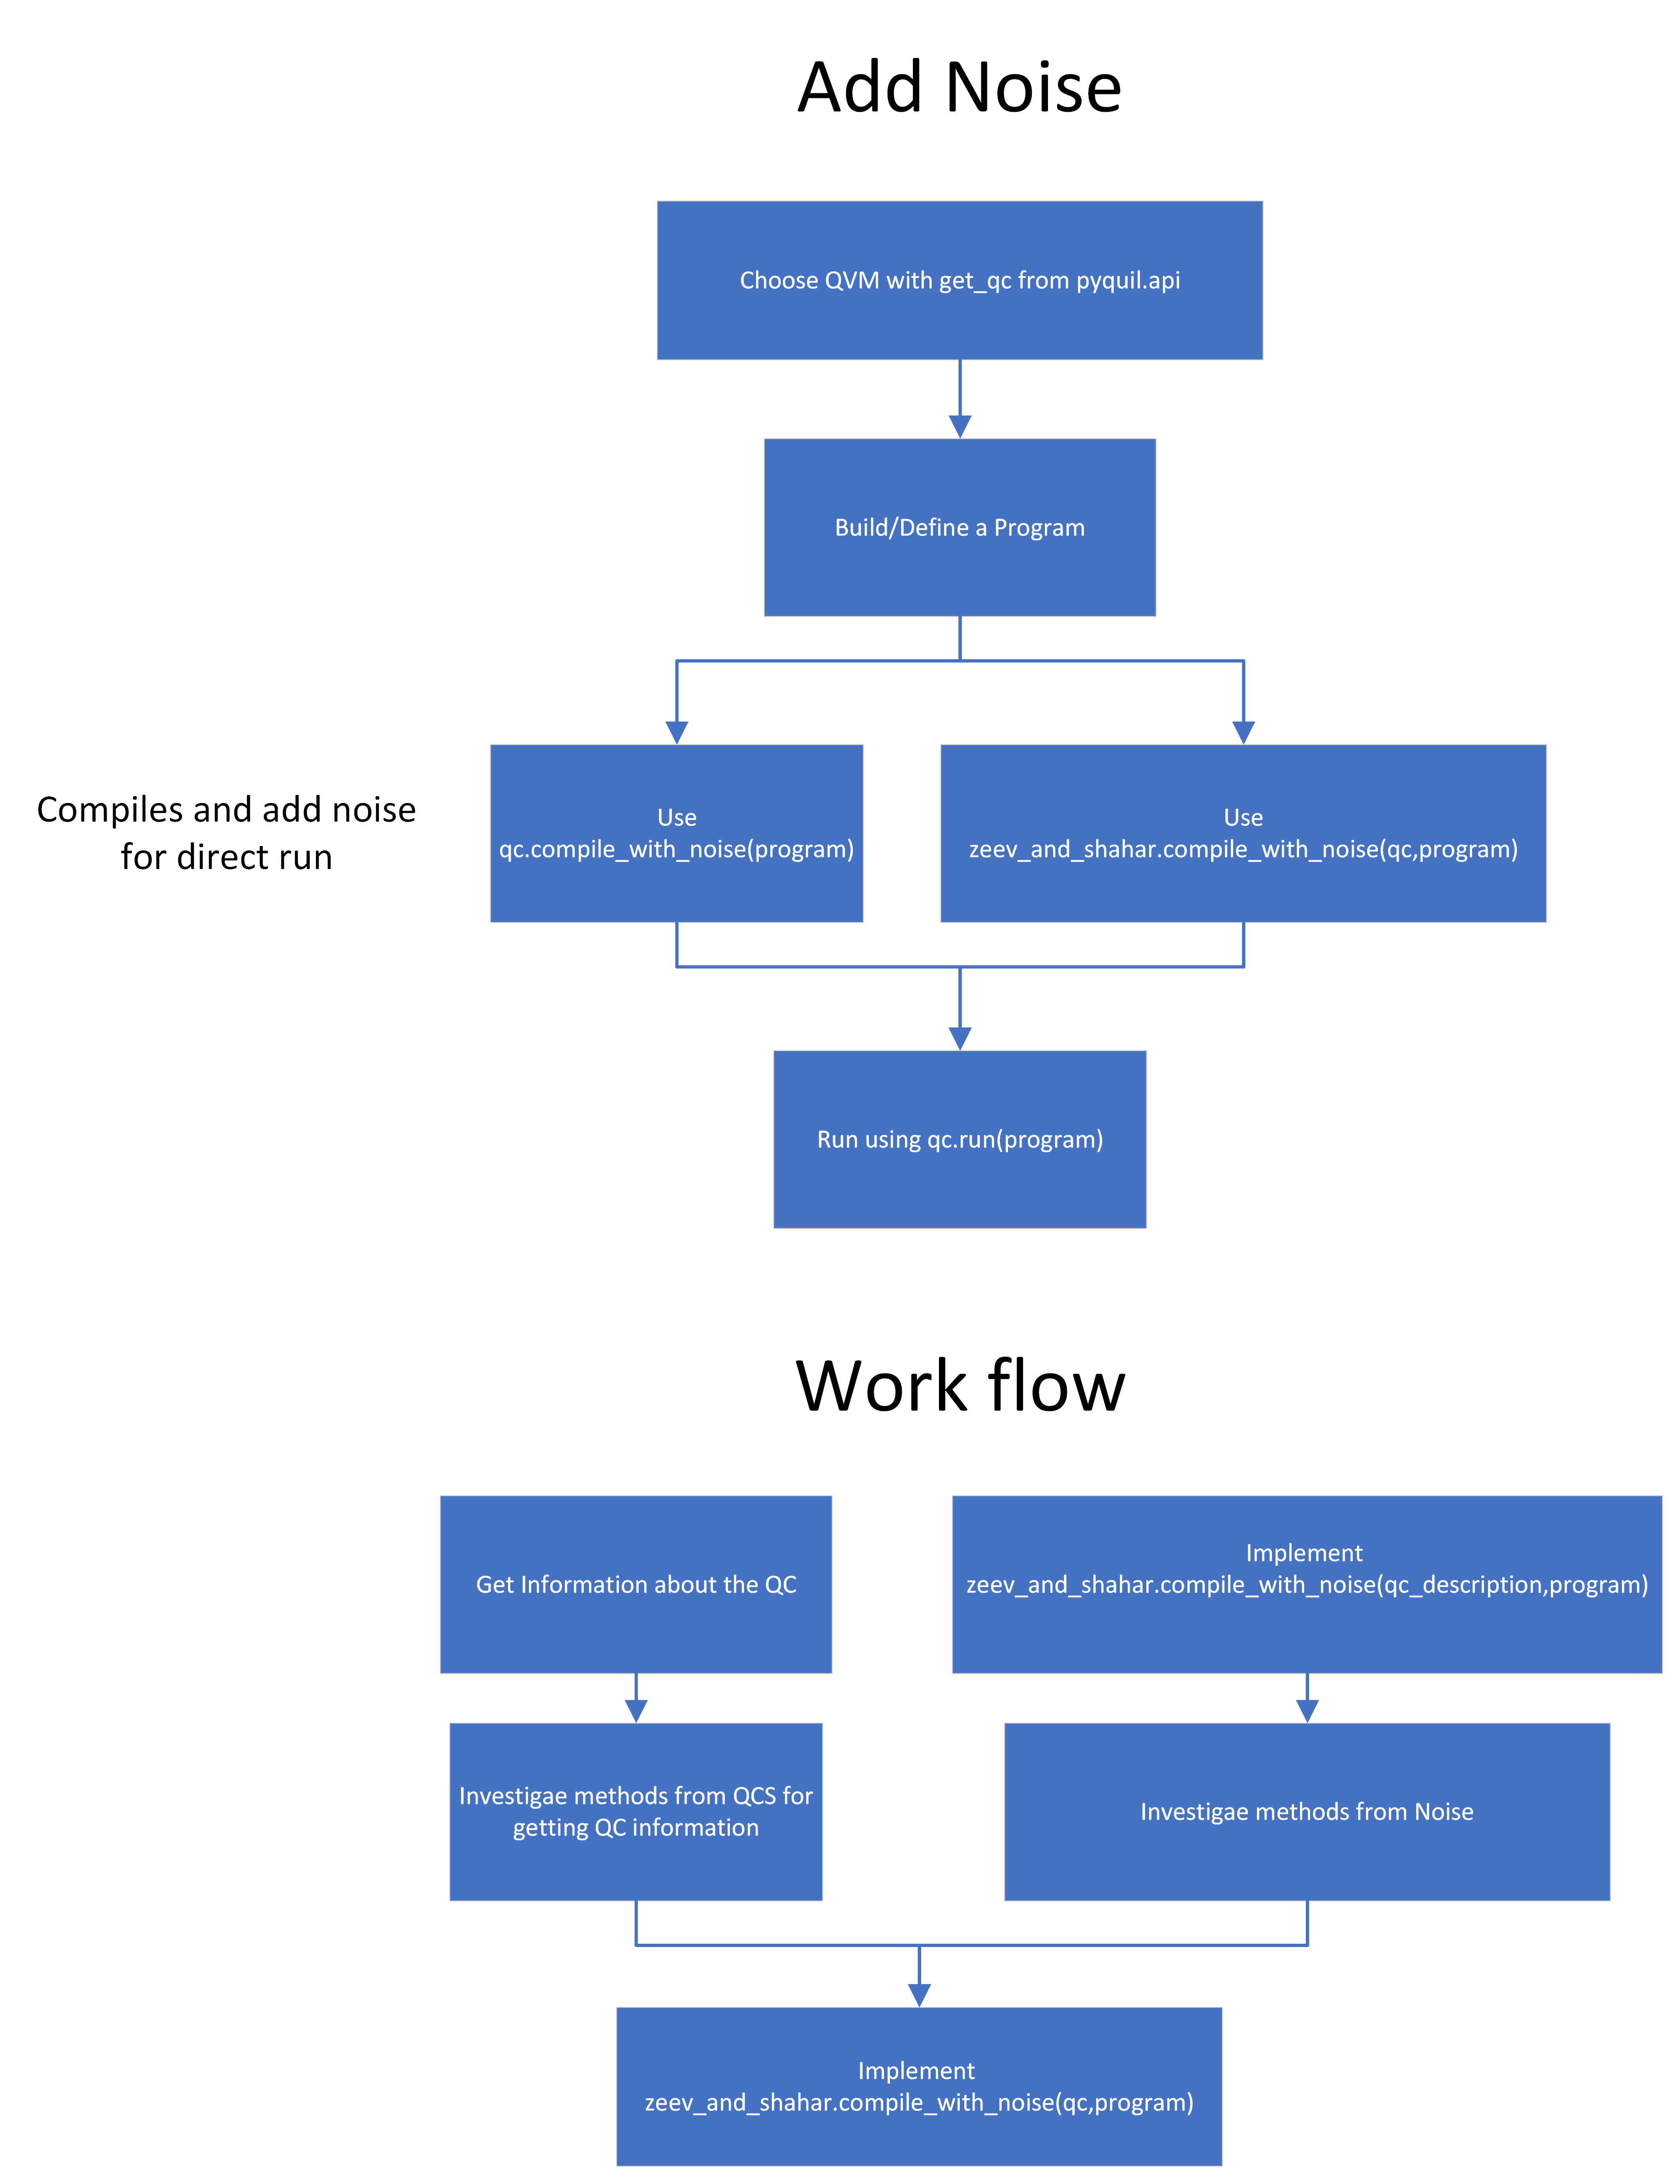 Add Noise
Choose QVM with get_qc from pyquil.api
Build/Define a Program
Compiles and add noise
for direct run
Use
qc.compile_with_noise(program)
Use
zeev_and_shahar.compile_with_noise(qc,program)
Run using qc.run(program)
Work flow
Get Information about the QC
Implement
zeev_and_shahar.compile_with_noise(qc_description,program)
Investigae methods from QCS for
getting QC information
Investigae methods from Noise
Implement
zeev_and_shahar.compile_with_noise(qc,program)